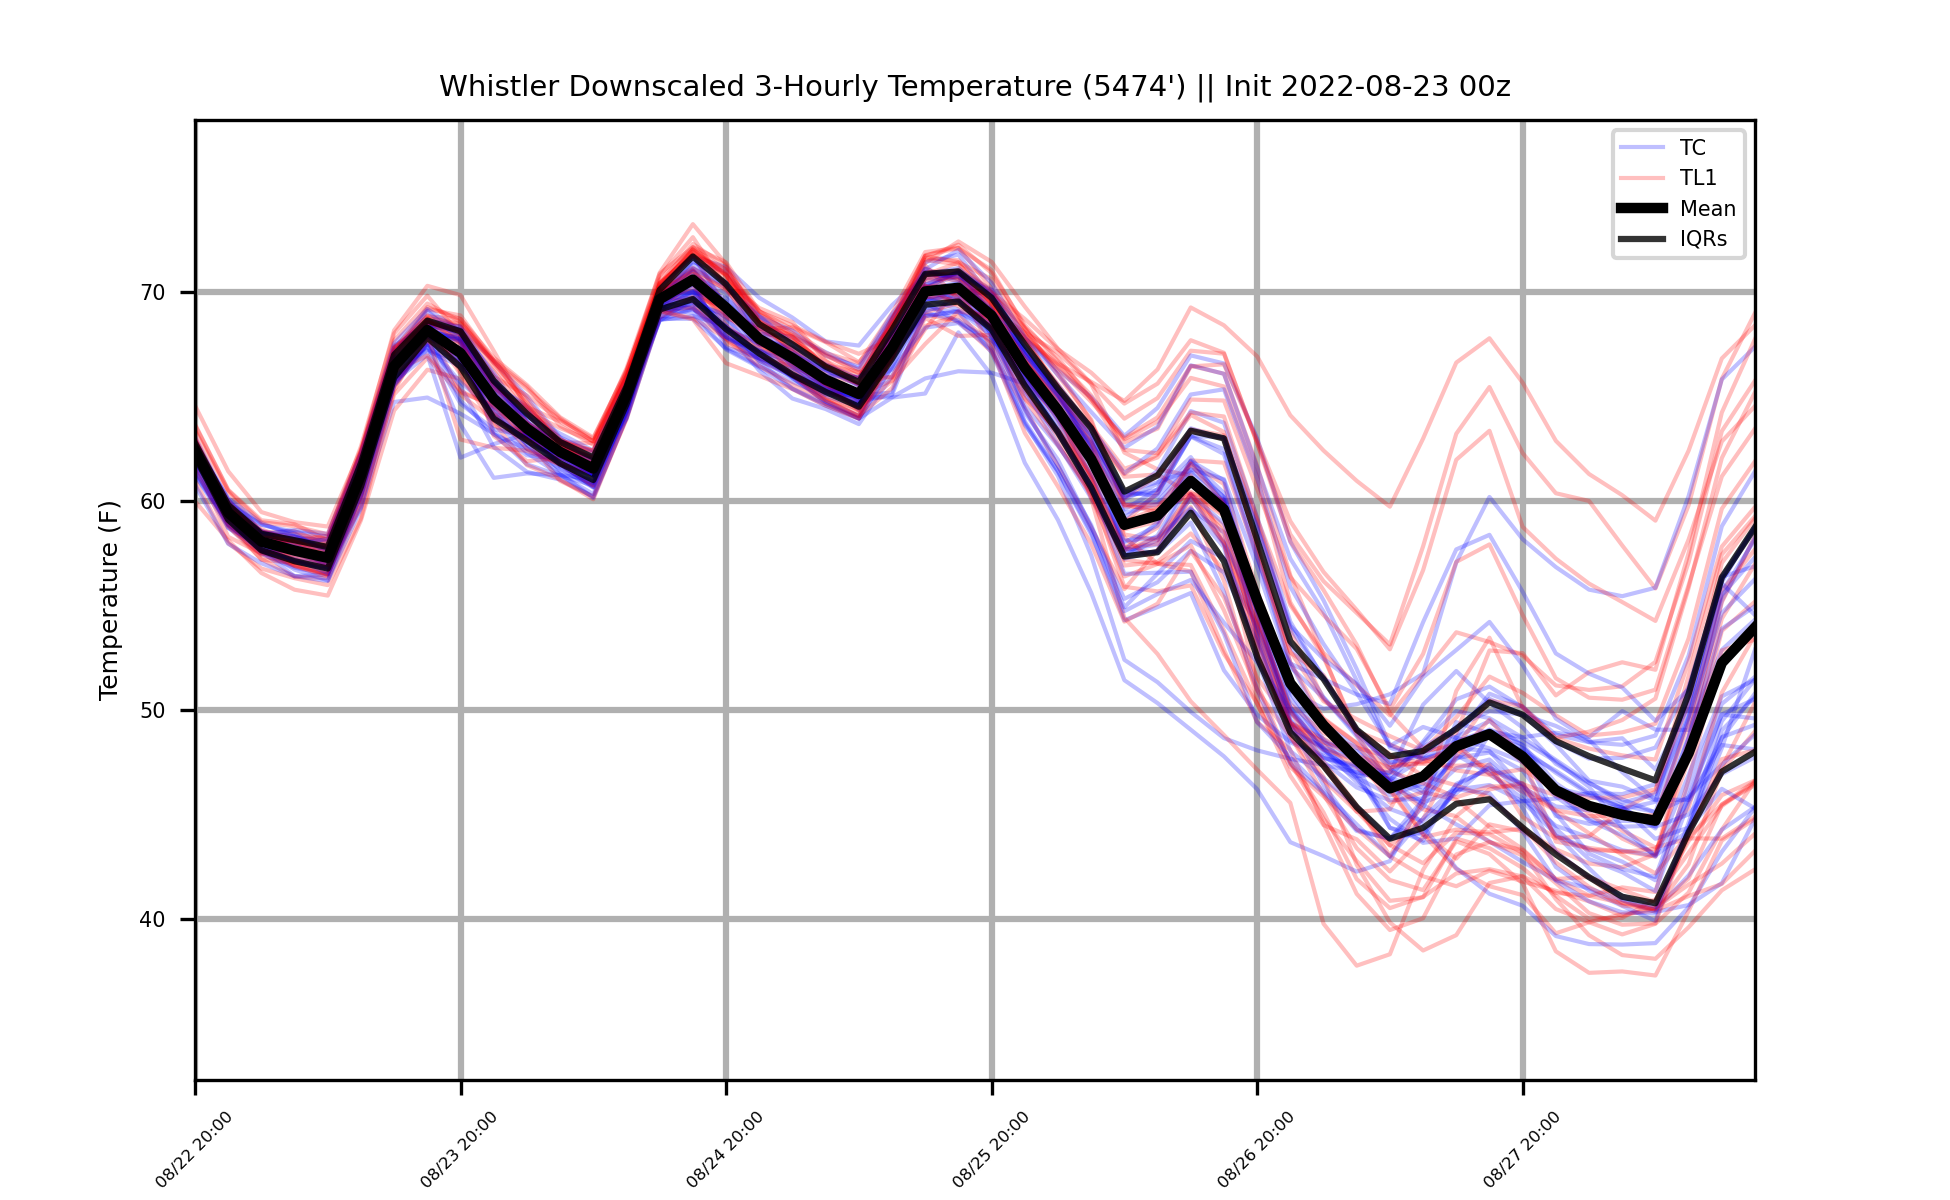 Whistler Downscaled 3-Hourly Temperature (5474') || Init 2022-08-23 00z
TC
TL1
Mean
IQRs
Temperature (F)
70
60
50
40
08/22 20:00
08/23 20:00
08/24 20:00
08/25 20:00
08/26 20:00
08/27 20:00